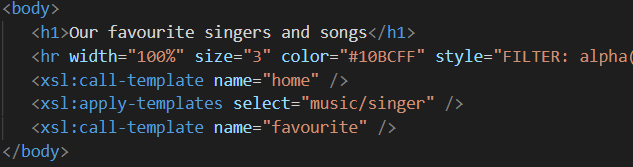 <body>
<h1>Our favourite singers and songs</h1>
<hr width="100%" size="3" color="#10BCFF" style="FILTER: alpha(
<xsl:call-template name="home" />
<xsl:apply-templates select="music/singer" />
<xsl:call-template name="favourite" />
</body>